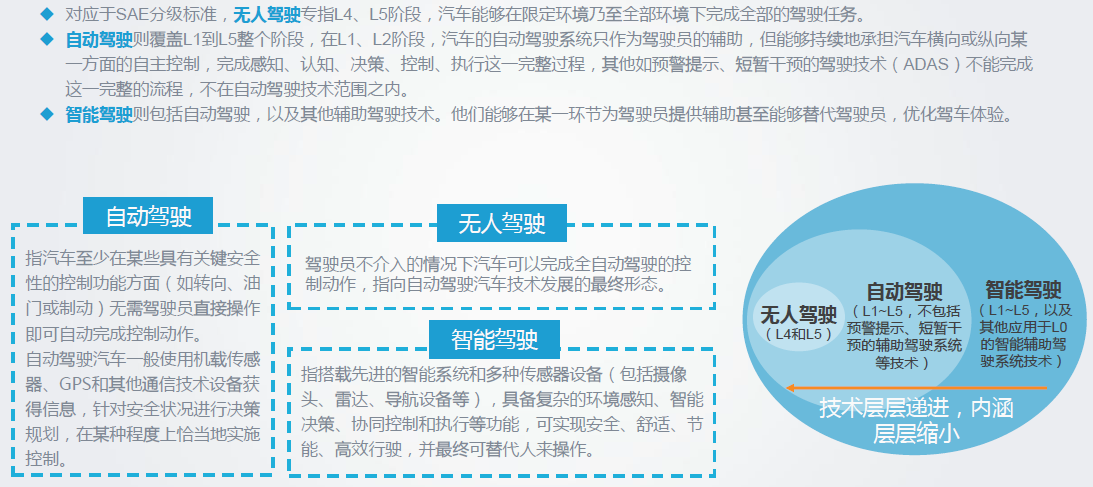 对应于SAE分级标准，无人驾驶专指L4、L5阶段，汽车能够在限定环境乃至全部环境下完成全部的驾驶任务。
自动驾驶则覆盖L1到L5整个阶段，在L1、L2阶段，汽车的自动驾驶系统只作为驾驶员的辅助，但能够持续地承担汽车横向或纵向某
一方面的自主控制，完成感知、认知、决策、控制、执行这一完整过程，其他如预警提示、短暂干预的驾驶技术（ADAS）不能完成
这一完整的流程，不在自动驾驶技术范围之内。
智能驾驶则包括自动驾驶，以及其他辅助驾驶技术。他们能够在某一环节为驾驶员提供辅助甚至能够替代驾驶员，优化驾车体验。
自动驾驶
指汽车至少在某些具有关键安全
性的控制功能方面（如转向、油
门或制动）无需驾驶员直接操作
即可自动完成控制动作。
自动驾驶汽车一般使用机载传感
器、GPS和其他通信技术设备获
得信息，针对安全状况进行决策
规划，在某种程度上恰当地实施
控制。
无人驾驶
驾驶员不介入的情况下汽车可以完成全自动驾驶的控
制动作，指向自动驾驶汽车技术发展的最终形态。
智能驾驶
指搭载先进的智能系统和多种传感器设备（包括摄像
头、雷达、导航设备等），具备复杂的环境感知、智能
决策、协同控制和执行等功能，可实现安全、舒适、节
能、高效行驶，并最终可替代人来操作。
无人驾驶
（L4和L5）
自动驾驶
（L1~L5，不包括
预警提示、短暂干
预的辅助驾驶系统
等技术）
智能驾驶
（L1~L5，以及
其他应用于L0
的智能辅助驾
驶系统技术）
技术层层递进，内涵
层层缩小